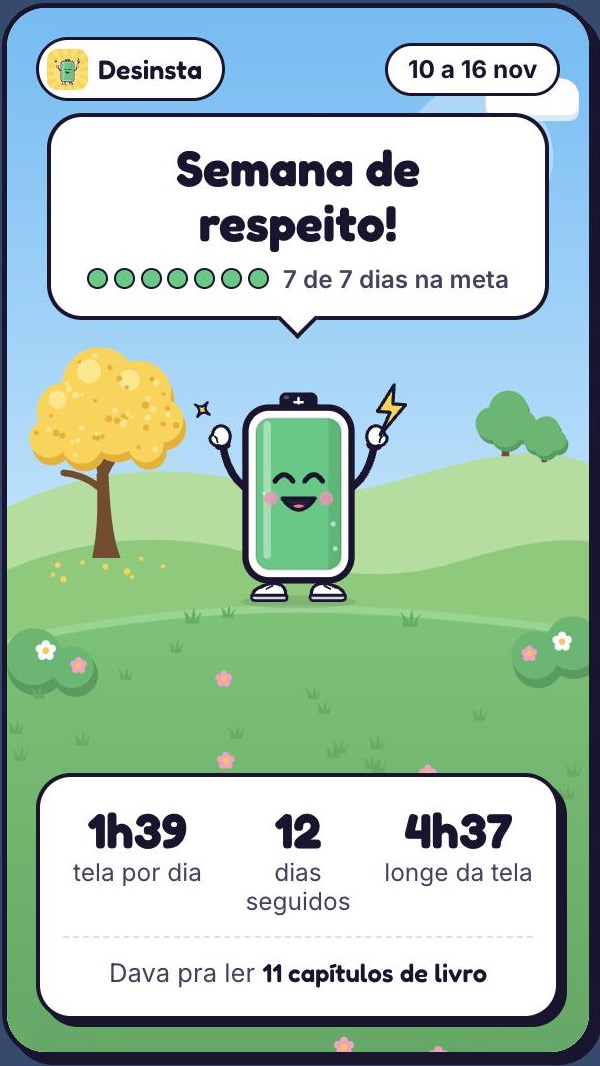 Desinsta
10 a 16 nov
Semana de
respeito!
7 de 7 dias na meta
1h39
tela por dia
12
dias
seguidos
4h37
longe da tela
Dava pra ler 11 capítulos de livro